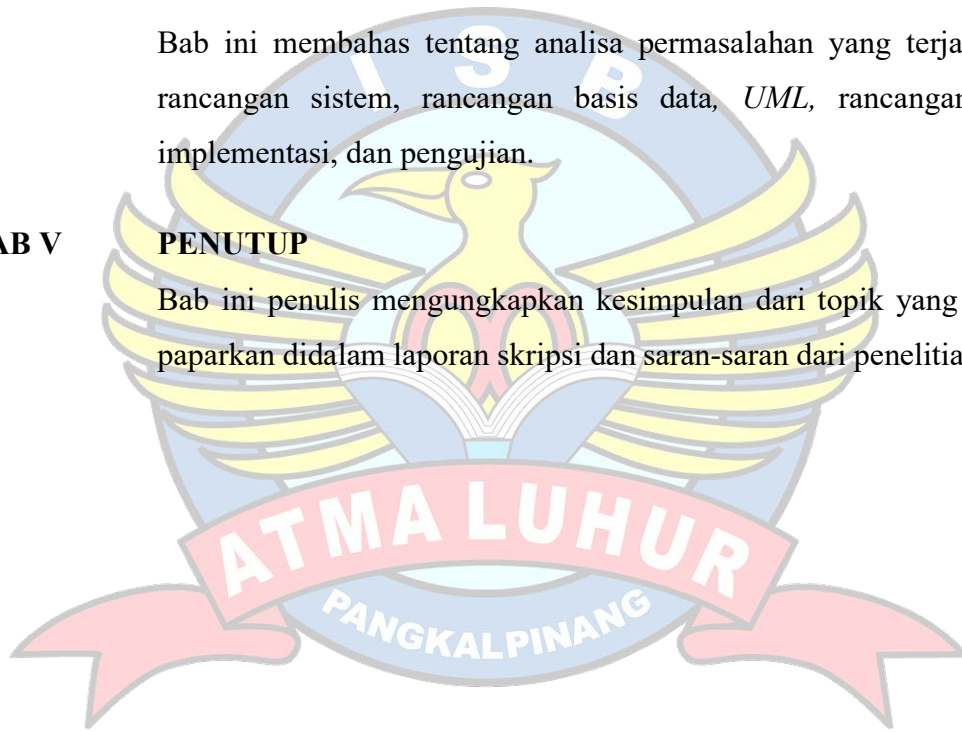 Bab ini membahas tentang analisa permasalahan yang terja
rancangan sistem, rancangan basis data, UML, rancangan
implementasi, dan pengujian.
AB V PENUTUP
Bab ini penulis mengungkapkan kesimpulan dari topik yang
paparkan didalam laporan skripsi dan saran-saran dari penelitia
I S B
ATMA LUHUR
PANGKALPINANG